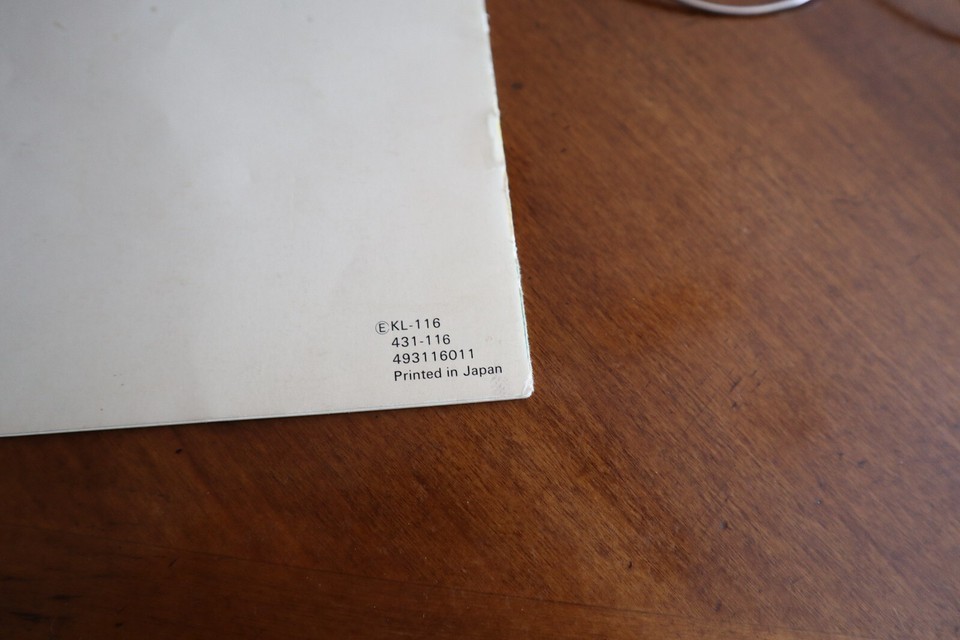 ⒺKL-116
431-116
493116011
Printed in Japan